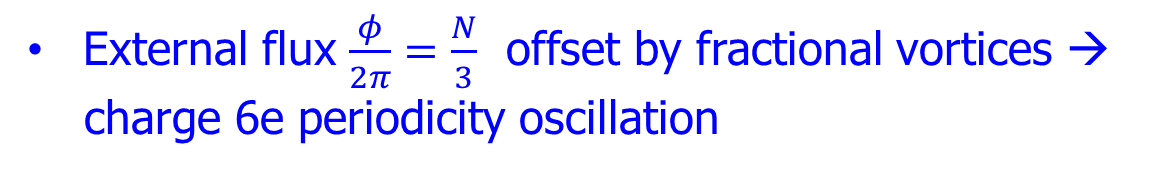 • External flux ϕ/2π = N/3 offset by fractional vortices →
charge 6e periodicity oscillation